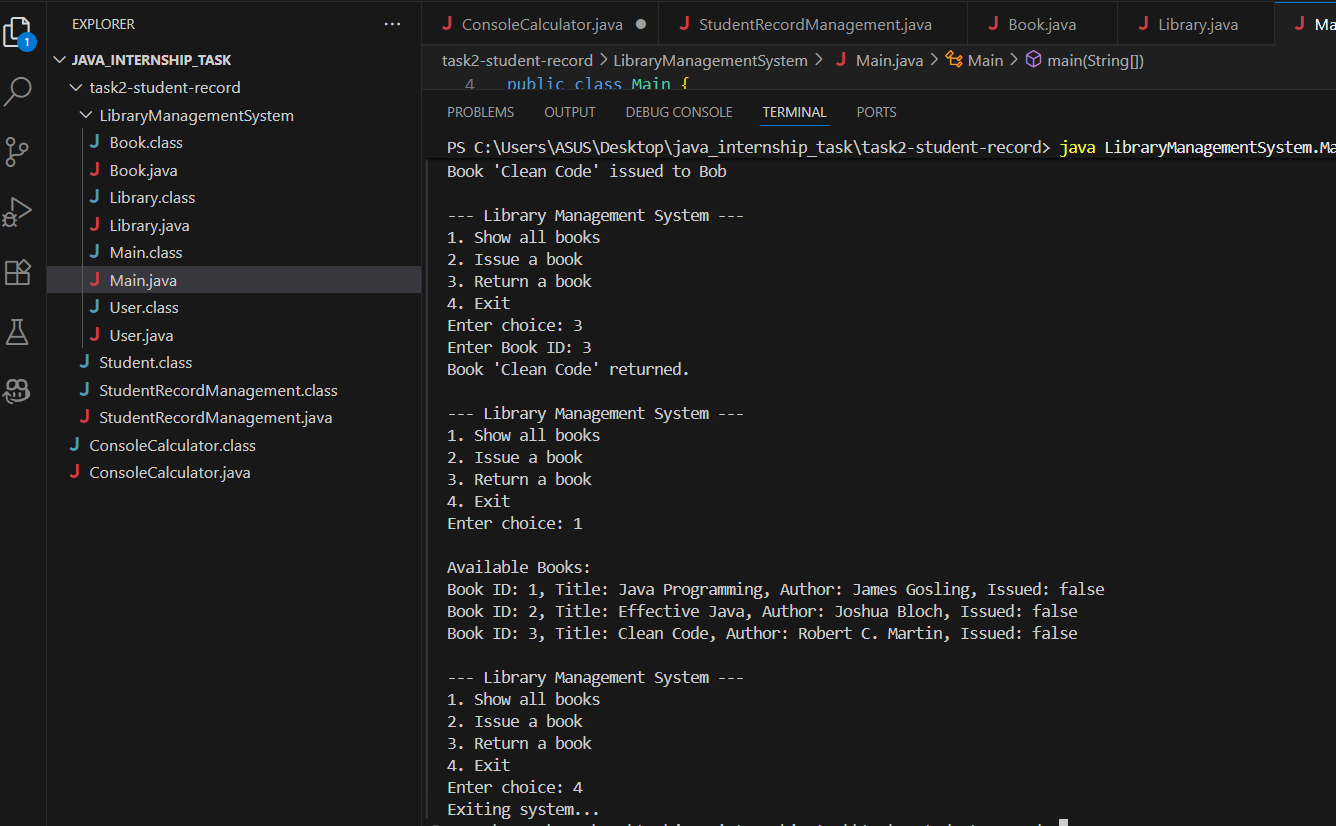 1
EXPLORER ...
JAVA_INTERNSHIP_TASK
task2-student-record
LibraryManagementSystem
J Book.class
J Book.java
J Library.class
J Library.java
J Main.class
J Main.java
J User.class
J User.java
J Student.class
J StudentRecordManagement.class
J StudentRecordManagement.java
J ConsoleCalculator.class
J ConsoleCalculator.java
J ConsoleCalculator.java ● J StudentRecordManagement.java J Book.java J Library.java J Ma
task2-student-record > LibraryManagementSystem > J Main.java > Main > main(String[])
4 public class Main {
PROBLEMS OUTPUT DEBUG CONSOLE TERMINAL PORTS
PS C:\Users\ASUS\Desktop\java_internship_task\task2-student-record> java LibraryManagementSystem.Ma
Book 'Clean Code' issued to Bob
--- Library Management System ---
1. Show all books
2. Issue a book
3. Return a book
4. Exit
Enter choice: 3
Enter Book ID: 3
Book 'Clean Code' returned.
--- Library Management System ---
1. Show all books
2. Issue a book
3. Return a book
4. Exit
Enter choice: 1
Available Books:
Book ID: 1, Title: Java Programming, Author: James Gosling, Issued: false
Book ID: 2, Title: Effective Java, Author: Joshua Bloch, Issued: false
Book ID: 3, Title: Clean Code, Author: Robert C. Martin, Issued: false
--- Library Management System ---
1. Show all books
2. Issue a book
3. Return a book
4. Exit
Enter choice: 4
Exiting system...